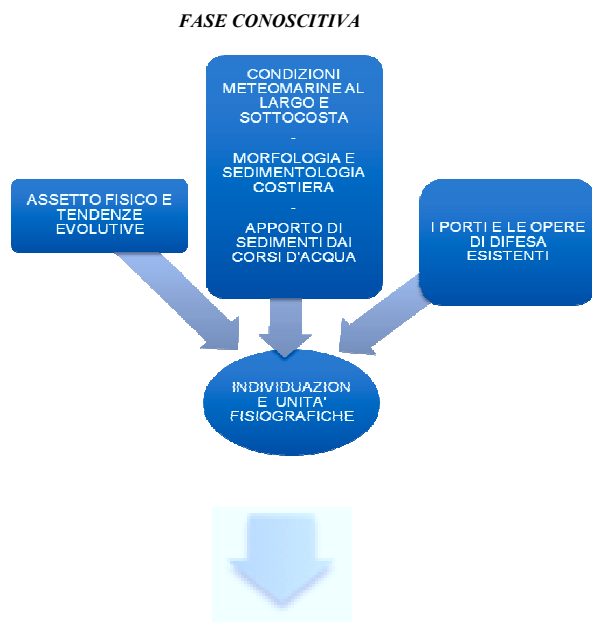 FASE CONOSCITIVA
CONDIZIONI
METEOMARINE AL
LARGO E
SOTTOCOSTA
-
MORFOLOGIA E
SEDIMENTOLOGIA
COSTIERA
-
APPORTO DI
SEDIMENTI DAI
CORSI D'ACQUA
ASSETTO FISICO E
TENDENZE
EVOLUTIVE
I PORTI E LE OPERE
DI DIFESA
ESISTENTI
INDIVIDUAZION
E UNITA'
FISIOGRAFICHE